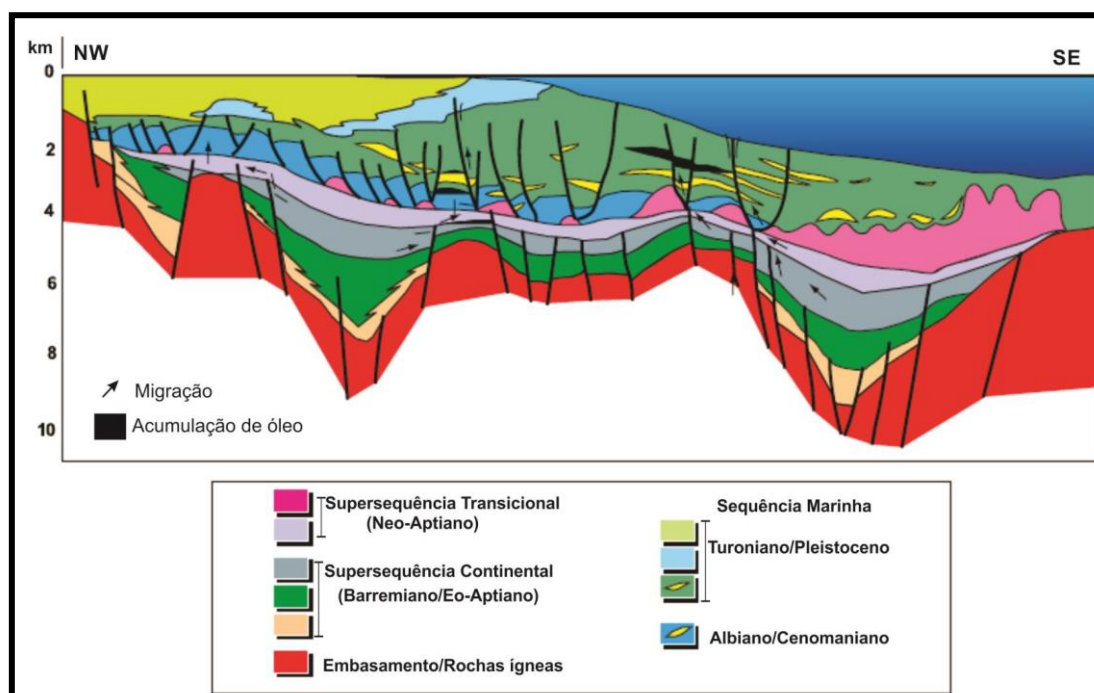 km
NW
SE
0
2
4
6
8
10
Migração
Acumulação de óleo
Supersequência Transicional
(Neo-Aptiano)
Supersequência Continental
(Barremiano/Eo-Aptiano)
Embasamento/Rochas ígneas
Sequência Marinha
Turoniano/Pleistoceno
Albiano/Cenomaniano